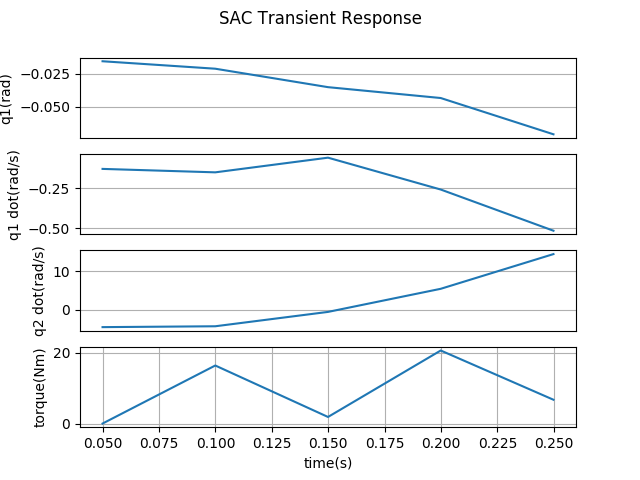 SAC Transient Response
q1(rad)
−0.025
−0.050
q1 dot(rad/s)
−0.25
−0.50
q2 dot(rad/s)
10
0
torque(Nm)
20
0
0.050 0.075 0.100 0.125 0.150 0.175 0.200 0.225 0.250
time(s)